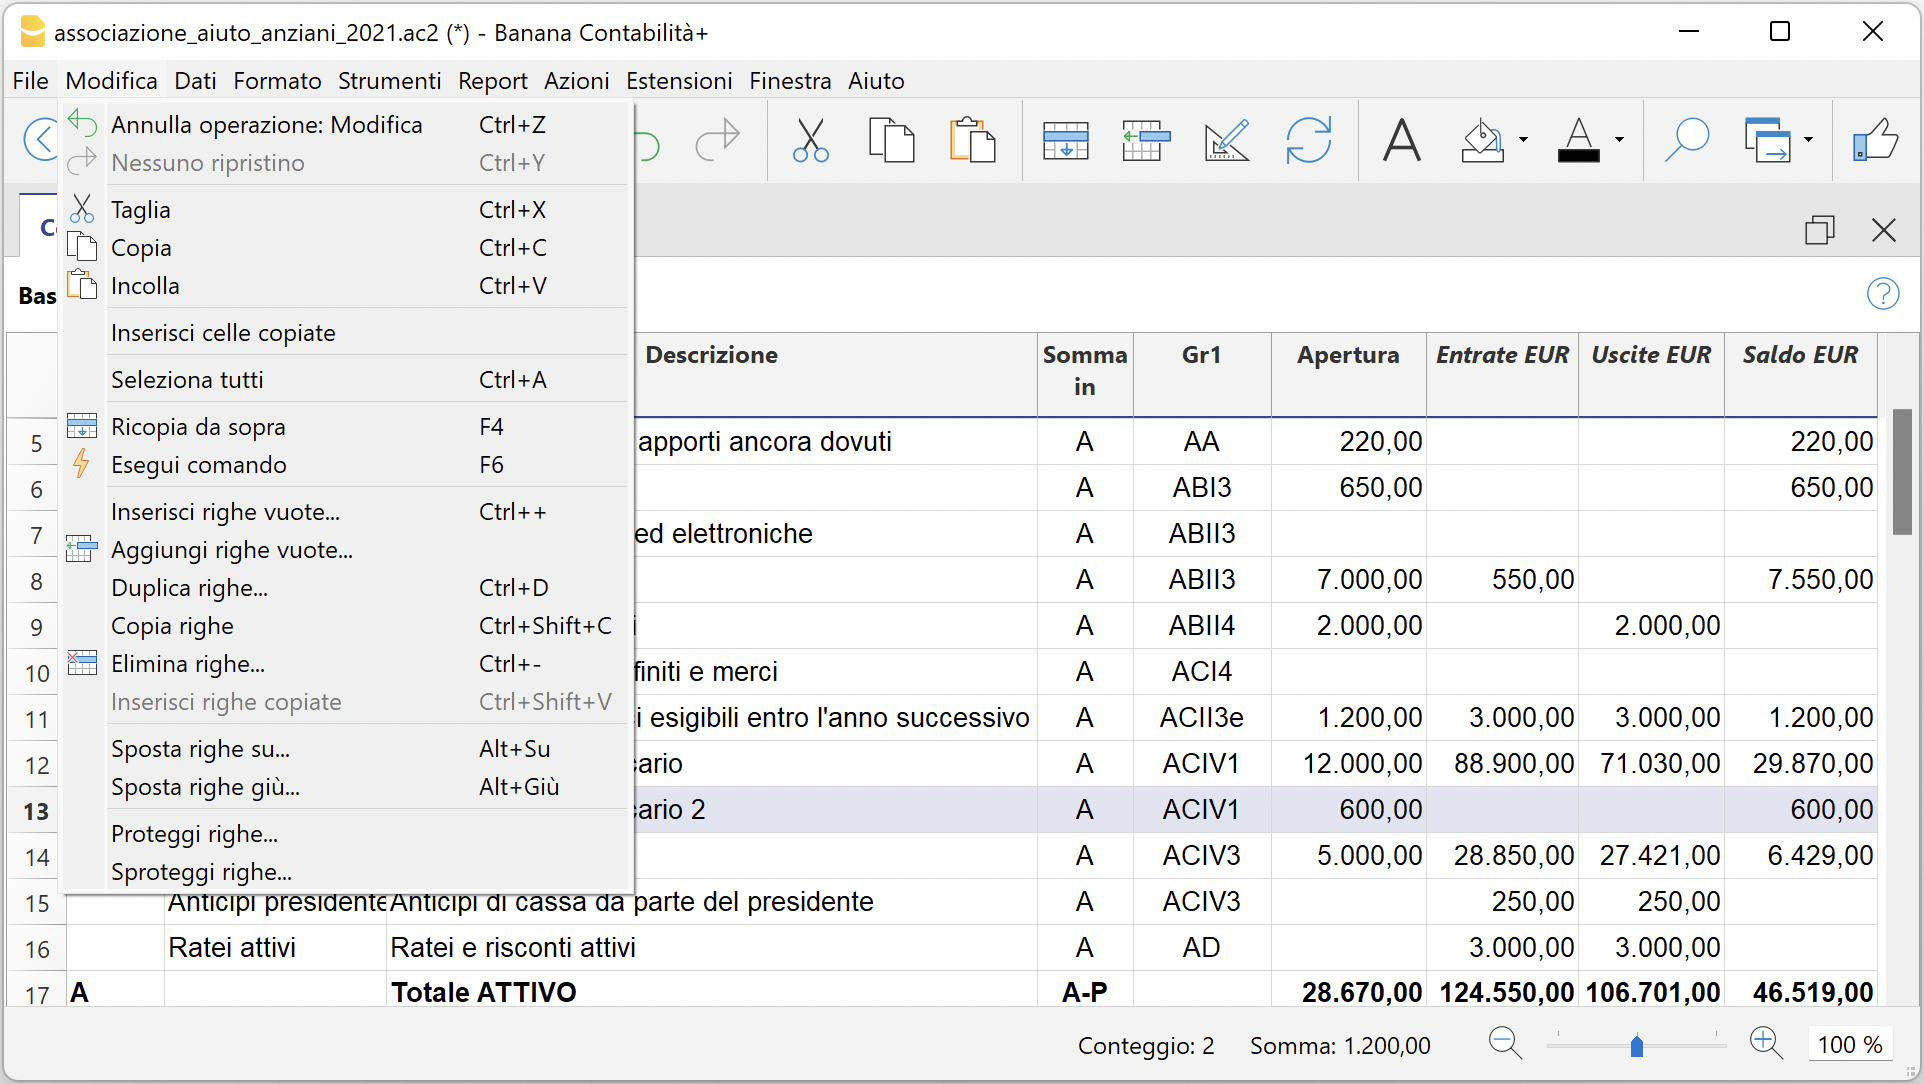 associazione_aiuto_anziani_2021.ac2 (*) - Banana Contabilità+
File Modifica Dati Formato Strumenti Report Azioni Estensioni Finestra Aiuto
Annulla operazione: Modifica Ctrl+Z
Nessuno ripristino Ctrl+Y
Taglia Ctrl+X
Copia Ctrl+C
Incolla Ctrl+V
Inserisci celle copiate
Seleziona tutti Ctrl+A
Ricopia da sopra F4
Esegui comando F6
Inserisci righe vuote... Ctrl++
Aggiungi righe vuote...
Duplica righe... Ctrl+D
Copia righe Ctrl+Shift+C
Elimina righe... Ctrl+-
Inserisci righe copiate Ctrl+Shift+V
Sposta righe su... Alt+Su
Sposta righe giù... Alt+Giù
Proteggi righe...
Sproteggi righe...
Bas
Descrizione Somma in Gr1 Apertura Entrate EUR Uscite EUR Saldo EUR
5 apporti ancora dovuti A AA 220,00 220,00
6 A ABI3 650,00 650,00
7 ed elettroniche A ABII3
8 A ABII3 7.000,00 550,00 7.550,00
9 i A ABII4 2.000,00 2.000,00
10 finiti e merci A ACI4
11 i esigibili entro l'anno successivo A ACII3e 1.200,00 3.000,00 3.000,00 1.200,00
12 cario A ACIV1 12.000,00 88.900,00 71.030,00 29.870,00
13 cario 2 A ACIV1 600,00 600,00
14 A ACIV3 5.000,00 28.850,00 27.421,00 6.429,00
15 Anticipi presidente Anticipi di cassa da parte del presidente A ACIV3 250,00 250,00
16 Ratei attivi Ratei e risconti attivi A AD 3.000,00 3.000,00
17 A Totale ATTIVO A-P 28.670,00 124.550,00 106.701,00 46.519,00
Conteggio: 2 Somma: 1.200,00 100 %